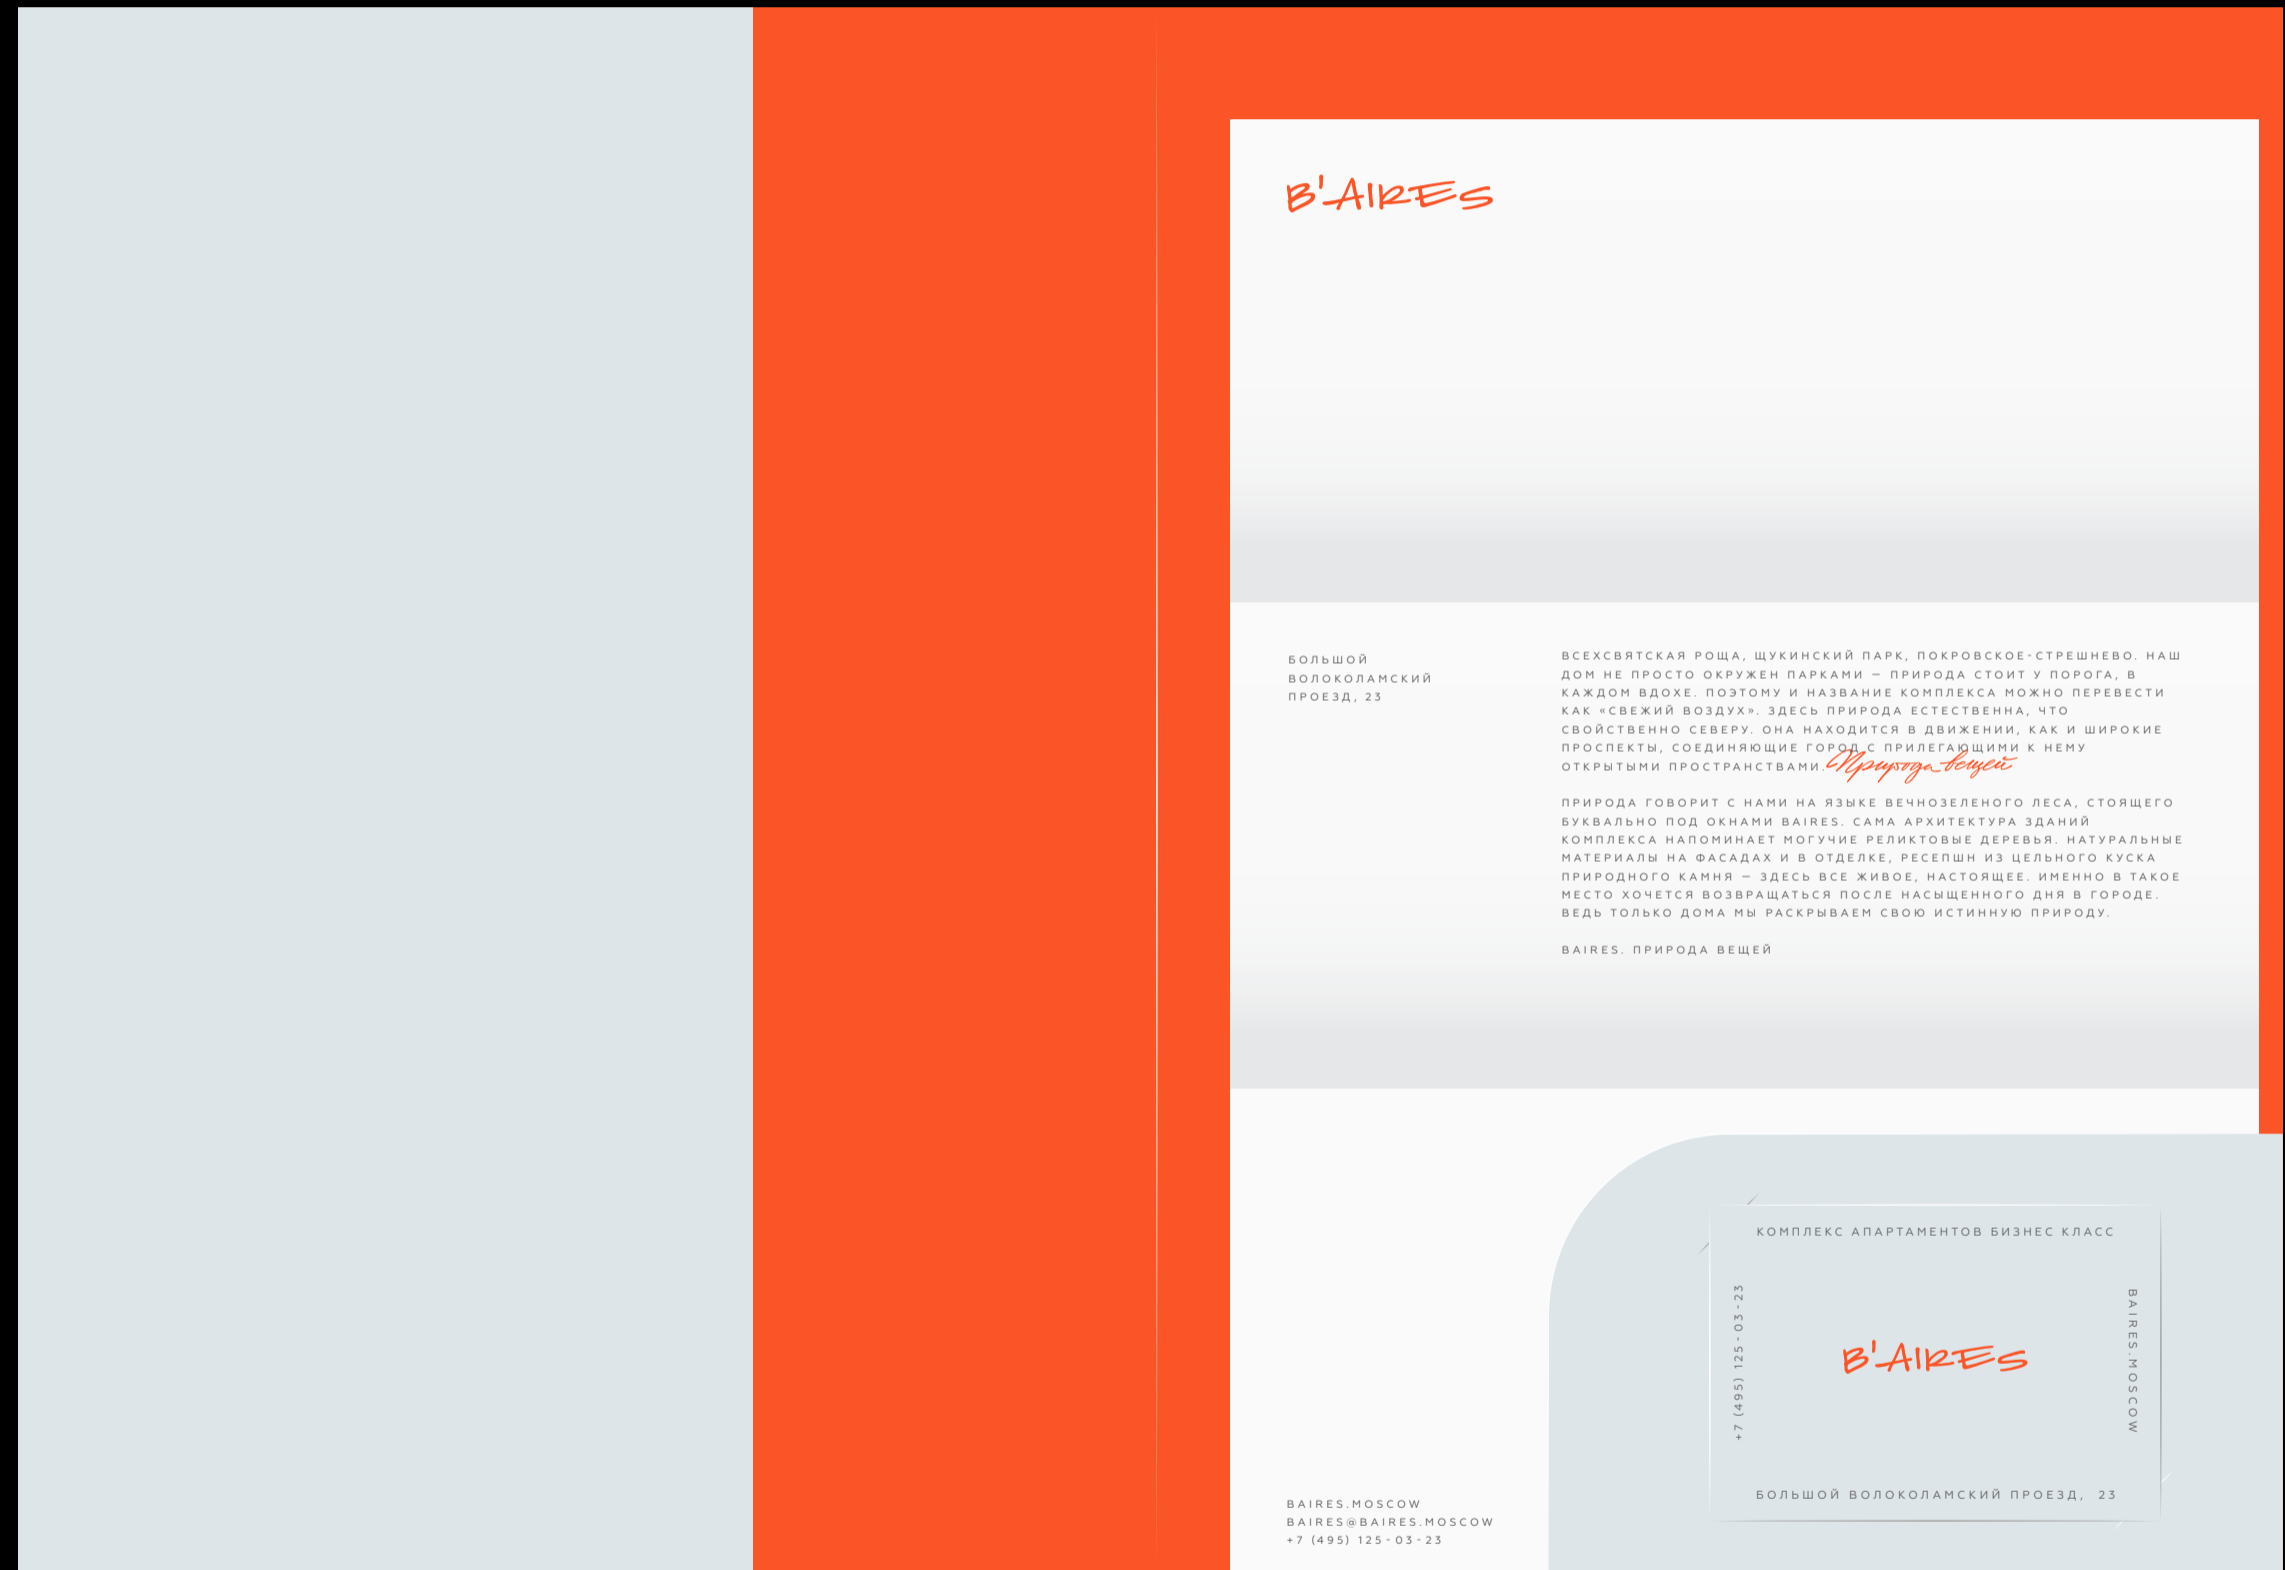 B'AIRES
БОЛЬШОЙ
ВОЛОКОЛАМСКИЙ
ПРОЕЗД, 23
ВСЕХСВЯТСКАЯ РОЩА, ЩУКИНСКИЙ ПАРК, ПОКРОВСКОЕ-СТРЕШНЕВО. НАШ
ДОМ НЕ ПРОСТО ОКРУЖЕН ПАРКАМИ — ПРИРОДА СТОИТ У ПОРОГА, В
КАЖДОМ ВДОХЕ. ПОЭТОМУ И НАЗВАНИЕ КОМПЛЕКСА МОЖНО ПЕРЕВЕСТИ
КАК «СВЕЖИЙ ВОЗДУХ». ЗДЕСЬ ПРИРОДА ЕСТЕСТВЕННА, ЧТО
СВОЙСТВЕННО СЕВЕРУ. ОНА НАХОДИТСЯ В ДВИЖЕНИИ, КАК И ШИРОКИЕ
ПРОСПЕКТЫ, СОЕДИНЯЮЩИЕ ГОРОД С ПРИЛЕГАЮЩИМИ К НЕМУ
ОТКРЫТЫМИ ПРОСТРАНСТВАМИ.
Природа вещей
ПРИРОДА ГОВОРИТ С НАМИ НА ЯЗЫКЕ ВЕЧНОЗЕЛЕНОГО ЛЕСА, СТОЯЩЕГО
БУКВАЛЬНО ПОД ОКНАМИ BAIRES. САМА АРХИТЕКТУРА ЗДАНИЙ
КОМПЛЕКСА НАПОМИНАЕТ МОГУЧИЕ РЕЛИКТОВЫЕ ДЕРЕВЬЯ. НАТУРАЛЬНЫЕ
МАТЕРИАЛЫ НА ФАСАДАХ И В ОТДЕЛКЕ, РЕСЕПШН ИЗ ЦЕЛЬНОГО КУСКА
ПРИРОДНОГО КАМНЯ — ЗДЕСЬ ВСЕ ЖИВОЕ, НАСТОЯЩЕЕ. ИМЕННО В ТАКОЕ
МЕСТО ХОЧЕТСЯ ВОЗВРАЩАТЬСЯ ПОСЛЕ НАСЫЩЕННОГО ДНЯ В ГОРОДЕ.
ВЕДЬ ТОЛЬКО ДОМА МЫ РАСКРЫВАЕМ СВОЮ ИСТИННУЮ ПРИРОДУ.
BAIRES. ПРИРОДА ВЕЩЕЙ
BAIRES.MOSCOW
BAIRES@BAIRES.MOSCOW
+7 (495) 125-03-23
КОМПЛЕКС АПАРТАМЕНТОВ БИЗНЕС КЛАСС
+7 (495) 125-03-23
B'AIRES
BAIRES.MOSCOW
БОЛЬШОЙ ВОЛОКОЛАМСКИЙ ПРОЕЗД, 23